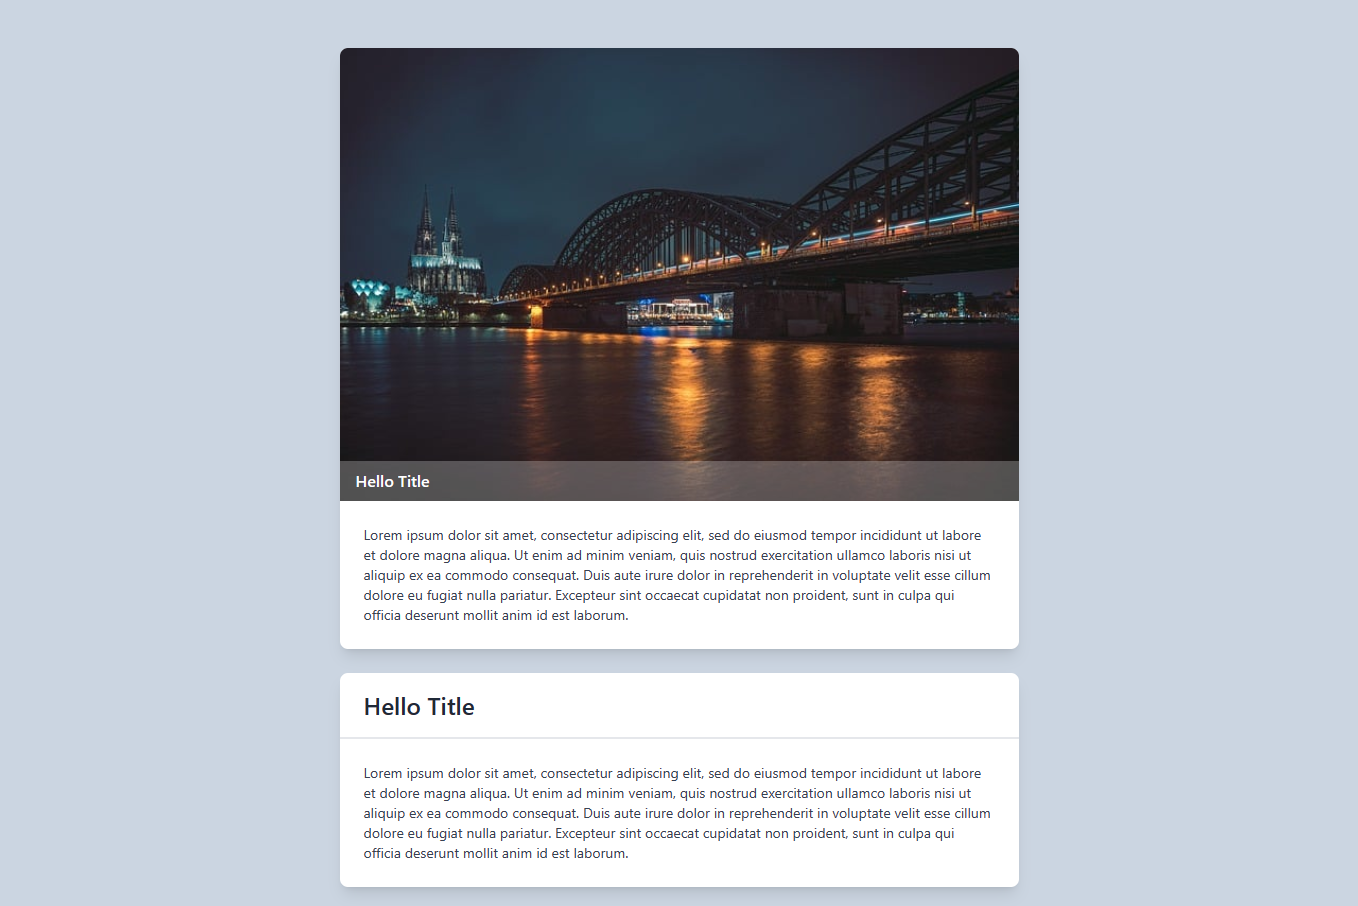 Hello Title
Lorem ipsum dolor sit amet, consectetur adipiscing elit, sed do eiusmod tempor incididunt ut labore
et dolore magna aliqua. Ut enim ad minim veniam, quis nostrud exercitation ullamco laboris nisi ut
aliquip ex ea commodo consequat. Duis aute irure dolor in reprehenderit in voluptate velit esse cillum
dolore eu fugiat nulla pariatur. Excepteur sint occaecat cupidatat non proident, sunt in culpa qui
officia deserunt mollit anim id est laborum.
Hello Title
Lorem ipsum dolor sit amet, consectetur adipiscing elit, sed do eiusmod tempor incididunt ut labore
et dolore magna aliqua. Ut enim ad minim veniam, quis nostrud exercitation ullamco laboris nisi ut
aliquip ex ea commodo consequat. Duis aute irure dolor in reprehenderit in voluptate velit esse cillum
dolore eu fugiat nulla pariatur. Excepteur sint occaecat cupidatat non proident, sunt in culpa qui
officia deserunt mollit anim id est laborum.